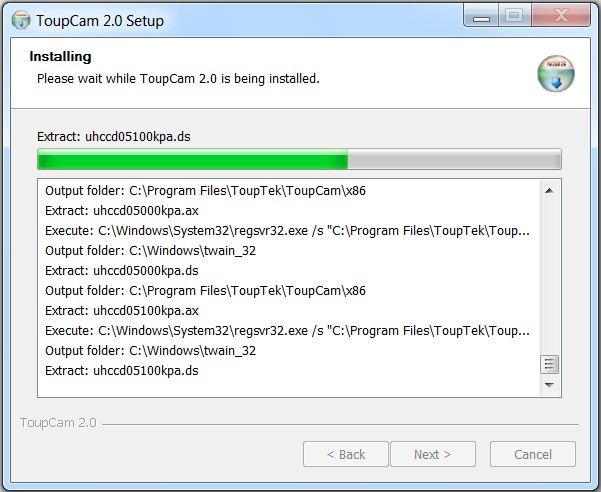 ToupCam 2.0 Setup
Installing
Please wait while ToupCam 2.0 is being installed.
Extract: uhccd05100kpa.ds
Output folder: C:\Program Files\ToupTek\ToupCam\x86
Extract: uhccd05000kpa.ax
Execute: C:\Windows\System32\regsvr32.exe /s "C:\Program Files\ToupTek\Toup...
Output folder: C:\Windows\twain_32
Extract: uhccd05000kpa.ds
Output folder: C:\Program Files\ToupTek\ToupCam\x86
Extract: uhccd05100kpa.ax
Execute: C:\Windows\System32\regsvr32.exe /s "C:\Program Files\ToupTek\Toup...
Output folder: C:\Windows\twain_32
Extract: uhccd05100kpa.ds
ToupCam 2.0
< Back Next > Cancel